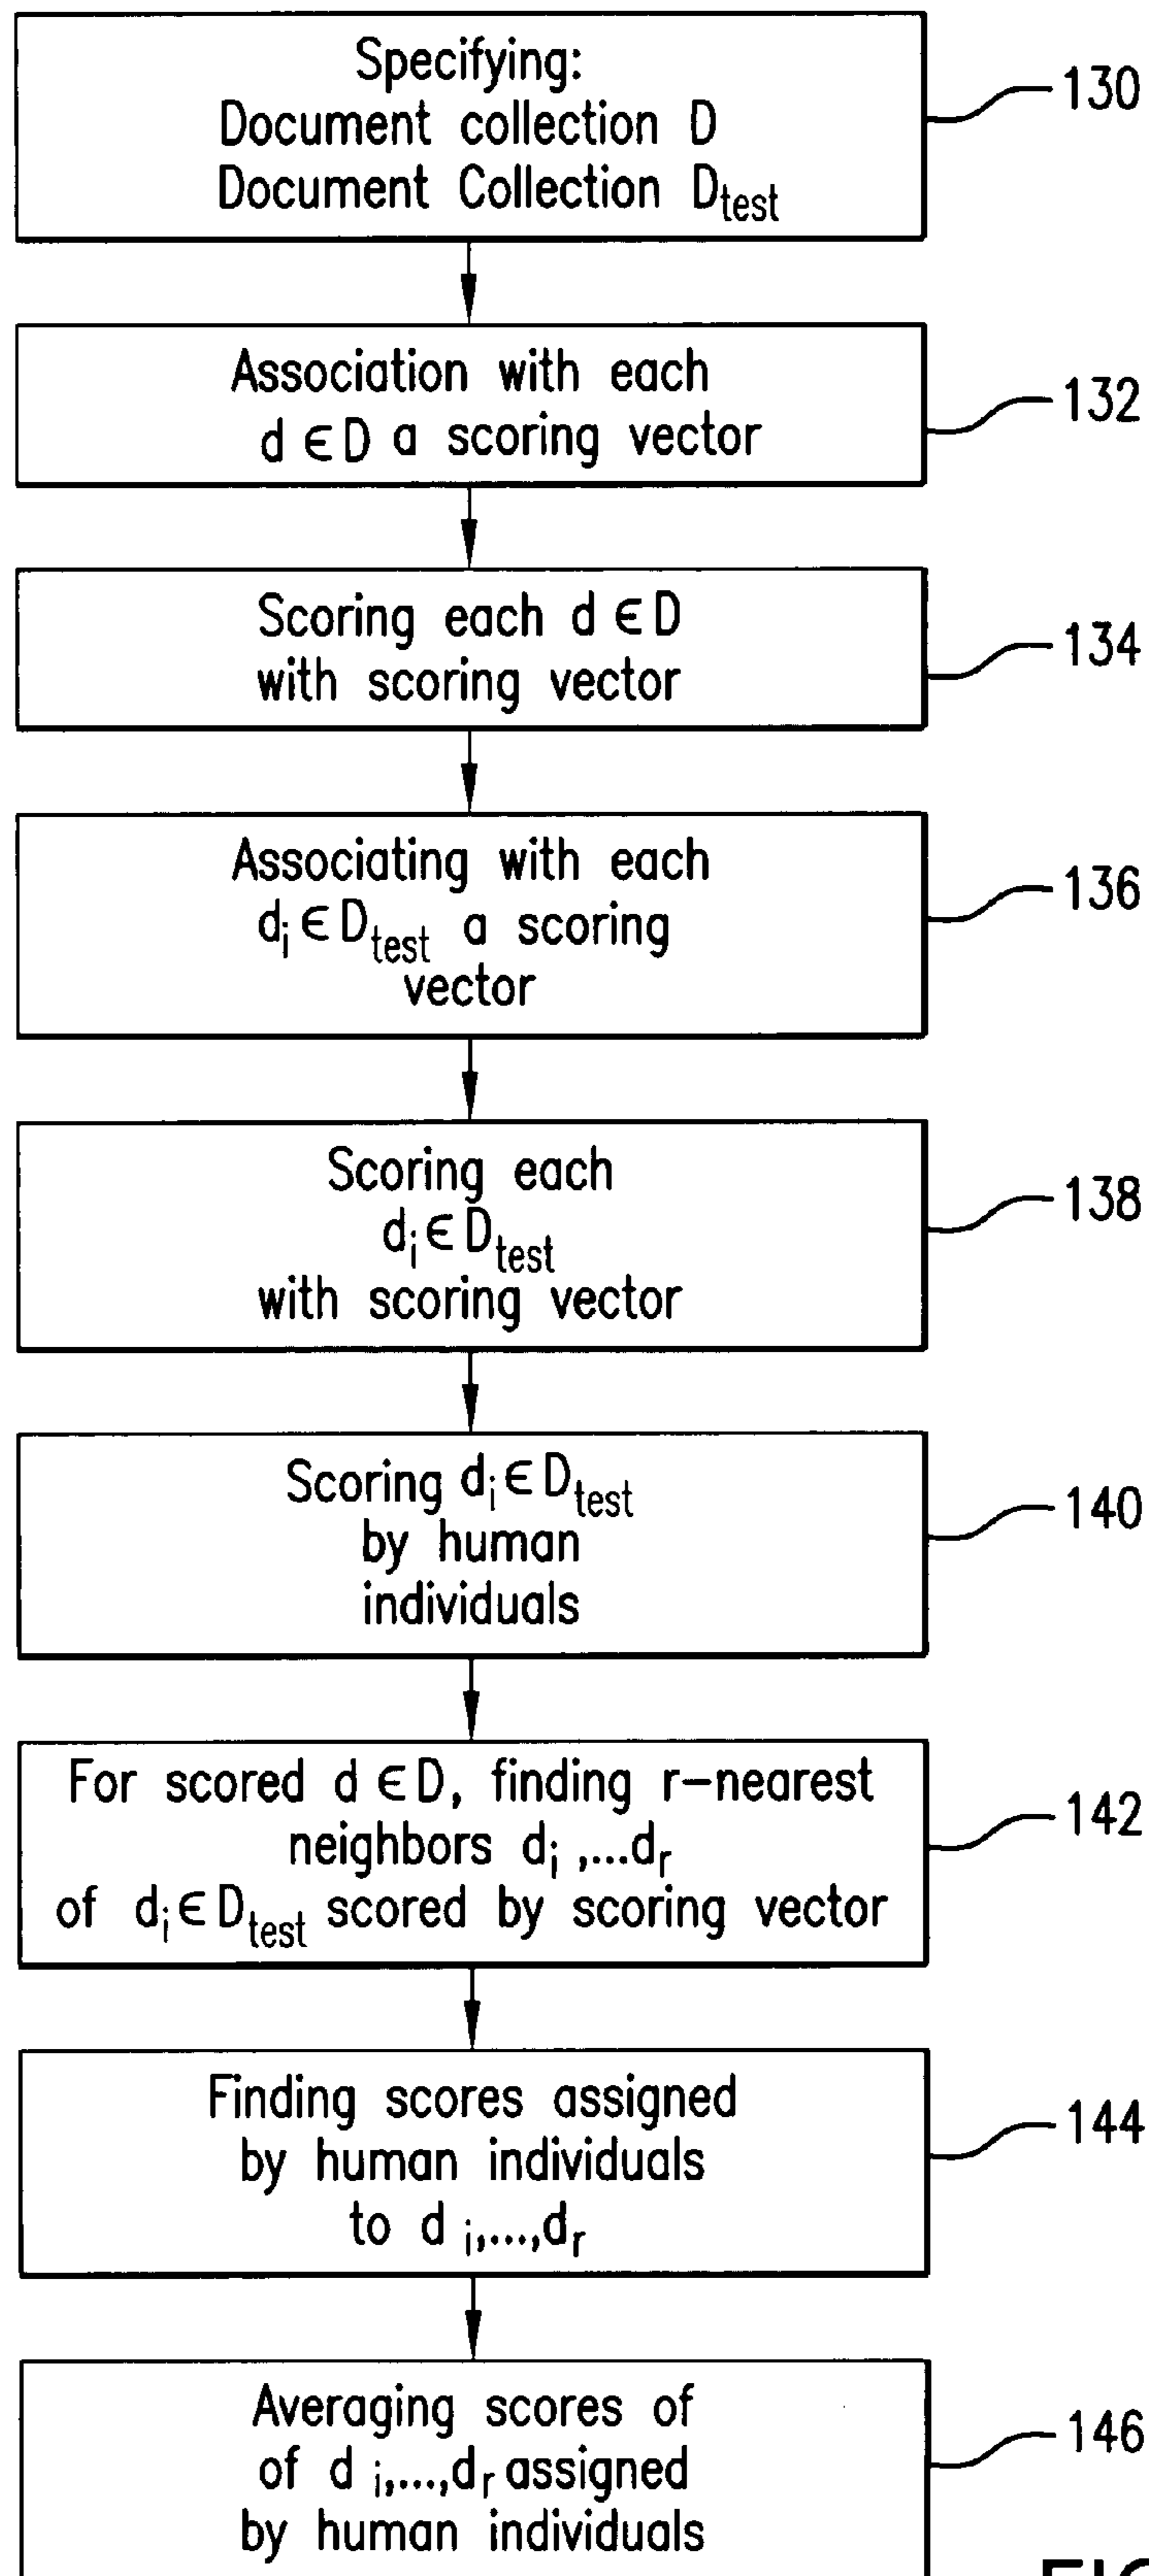 Specifying:
Document collection D
Document Collection D_test
130
Association with each
d ∈ D a scoring vector
132
Scoring each d ∈ D
with scoring vector
134
Associating with each
d_i ∈ D_test a scoring
vector
136
Scoring each
d_i ∈ D_test
with scoring vector
138
Scoring d_i ∈ D_test
by human
individuals
140
For scored d ∈ D, finding r-nearest
neighbors d_i ,...d_r
of d_i ∈ D_test scored by scoring vector
142
Finding scores assigned
by human individuals
to d_i,...,d_r
144
Averaging scores of
of d_i,...,d_r assigned
by human individuals
146